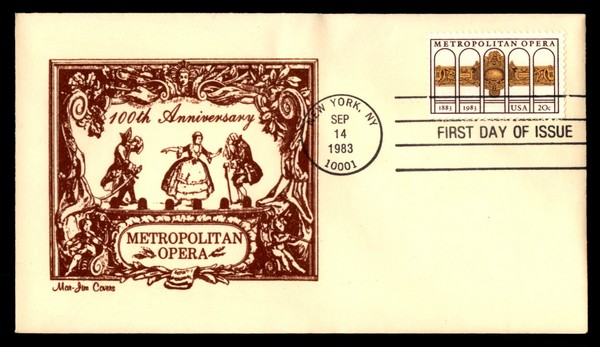 100th Anniversary
METROPOLITAN
OPERA
Mar-Jim Covers
NEW YORK, NY
SEP
14
1983
10001
METROPOLITAN OPERA
1883 1983 USA 20c
FIRST DAY OF ISSUE